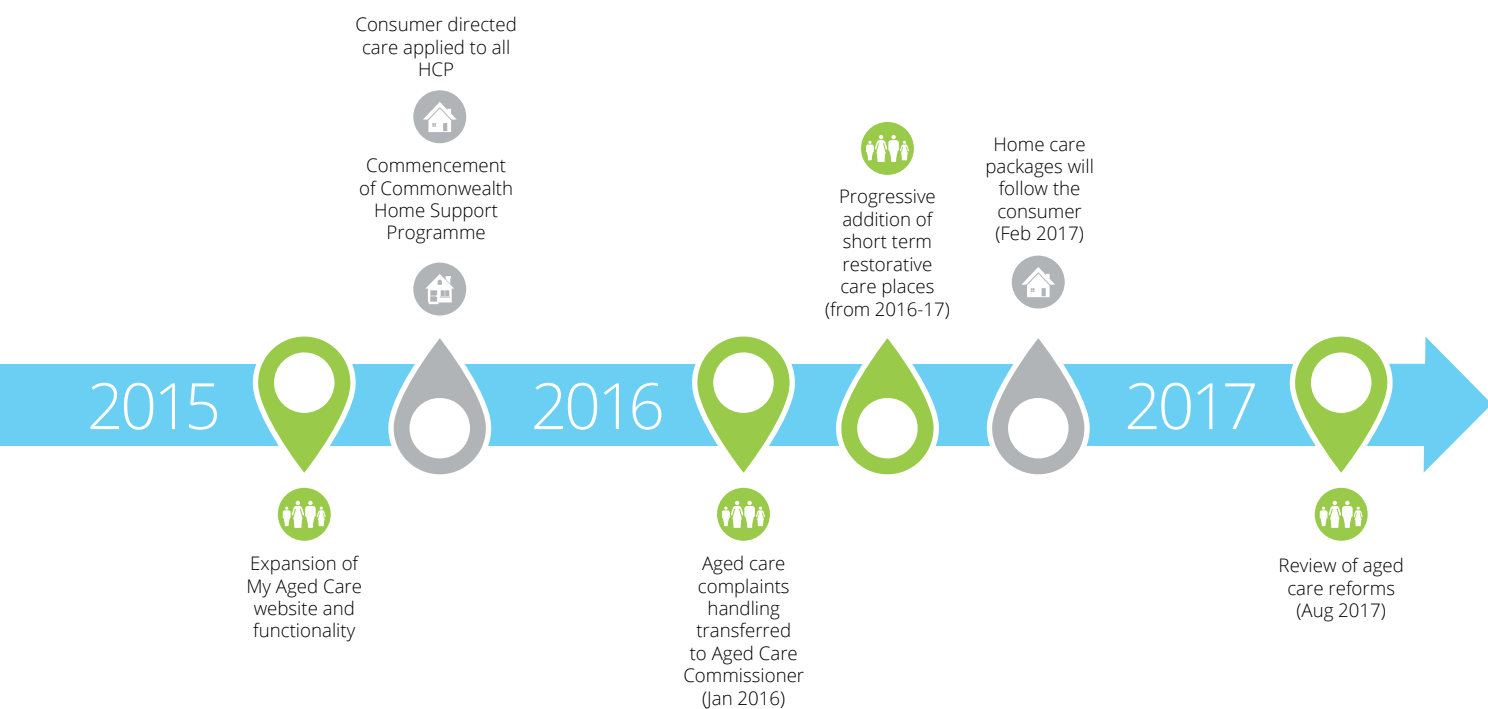 Consumer directed
care applied to all
HCP
Commencement
of Commonwealth
Home Support
Programme
Progressive
addition of
short term
restorative
care places
(from 2016-17)
Home care
packages will
follow the
consumer
(Feb 2017)
2015
2016
2017
Expansion of
My Aged Care
website and
functionality
Aged care
complaints
handling
transferred
to Aged Care
Commissioner
(Jan 2016)
Review of aged
care reforms
(Aug 2017)